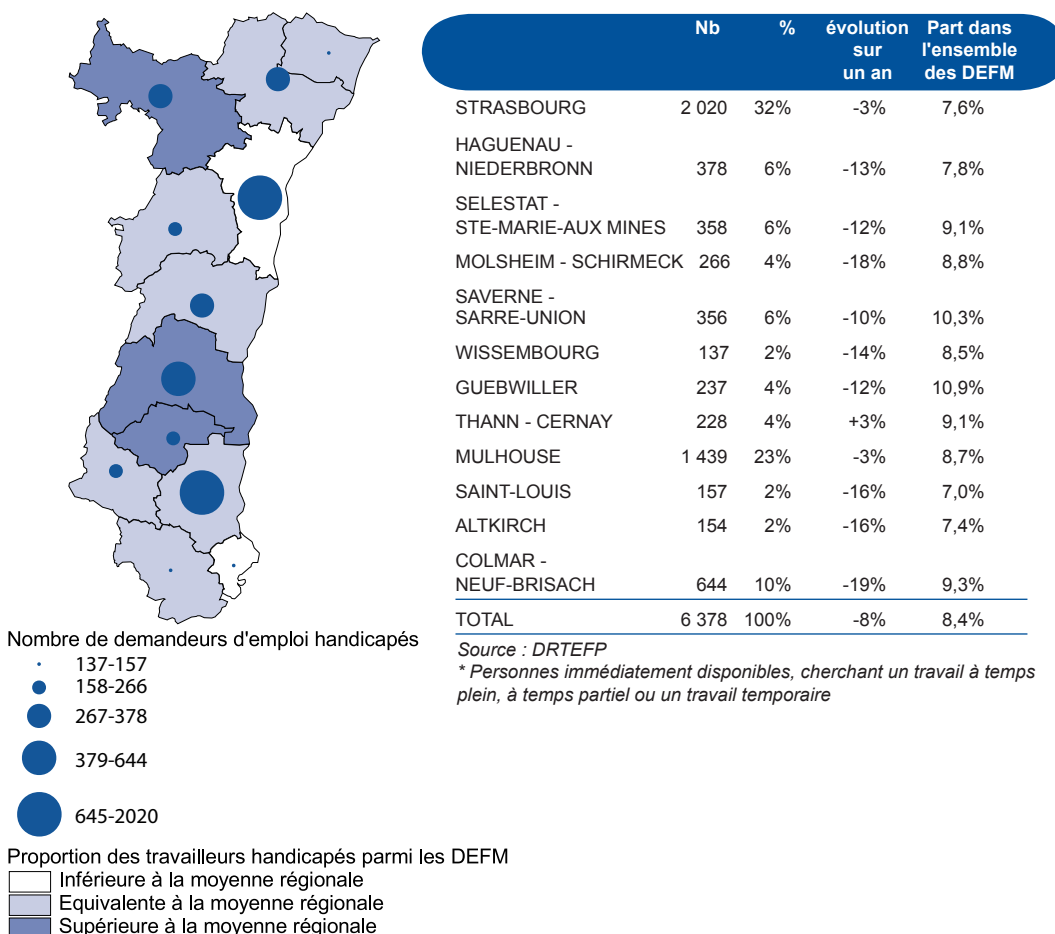 Nb % évolution sur un an Part dans l'ensemble des DEFM
STRASBOURG 2 020 32% -3% 7,6%
HAGUENAU -
NIEDERBRONN 378 6% -13% 7,8%
SELESTAT -
STE-MARIE-AUX MINES 358 6% -12% 9,1%
MOLSHEIM - SCHIRMECK 266 4% -18% 8,8%
SAVERNE -
SARRE-UNION 356 6% -10% 10,3%
WISSEMBOURG 137 2% -14% 8,5%
GUEBWILLER 237 4% -12% 10,9%
THANN - CERNAY 228 4% +3% 9,1%
MULHOUSE 1 439 23% -3% 8,7%
SAINT-LOUIS 157 2% -16% 7,0%
ALTKIRCH 154 2% -16% 7,4%
COLMAR -
NEUF-BRISACH 644 10% -19% 9,3%
TOTAL 6 378 100% -8% 8,4%
Source : DRTEFP
* Personnes immédiatement disponibles, cherchant un travail à temps
plein, à temps partiel ou un travail temporaire
Nombre de demandeurs d'emploi handicapés
137-157
158-266
267-378
379-644
645-2020
Proportion des travailleurs handicapés parmi les DEFM
Inférieure à la moyenne régionale
Equivalente à la moyenne régionale
Supérieure à la moyenne régionale